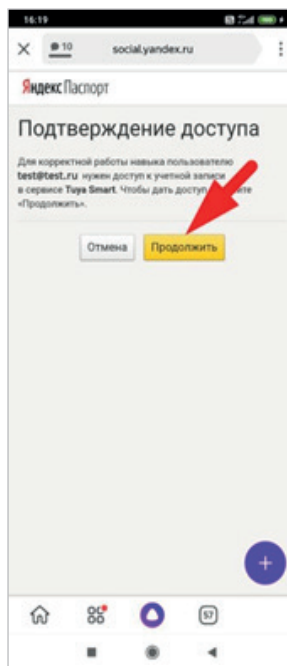 16:19
10 social.yandex.ru
Яндекс Паспорт
Подтверждение доступа
Для корректной работы навыка пользователю
test@test.ru нужен доступ к учетной записи
в сервисе Tuya Smart. Чтобы дать доступ
«Продолжить».
Отмена Продолжить
57